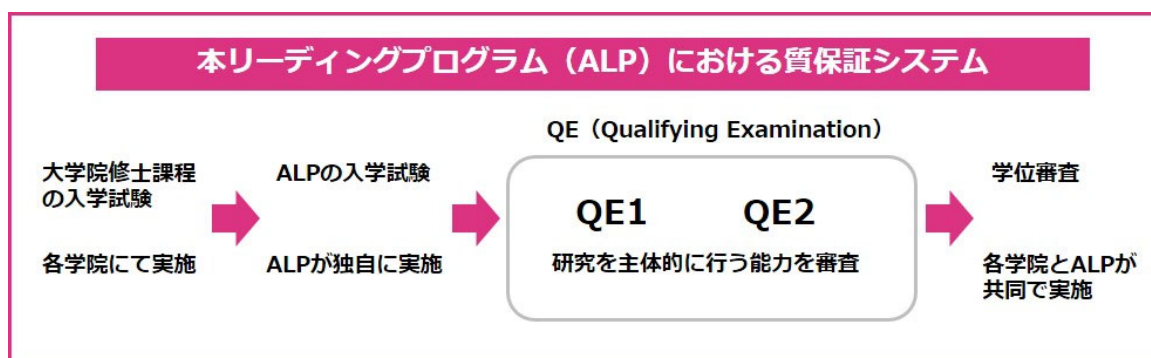 本リーディングプログラム（ALP）における質保証システム
大学院修士課程
の入学試験
各学院にて実施
ALPの入学試験
ALPが独自に実施
QE（Qualifying Examination）
QE1 QE2
研究を主体的に行う能力を審査
学位審査
各学院とALPが
共同で実施